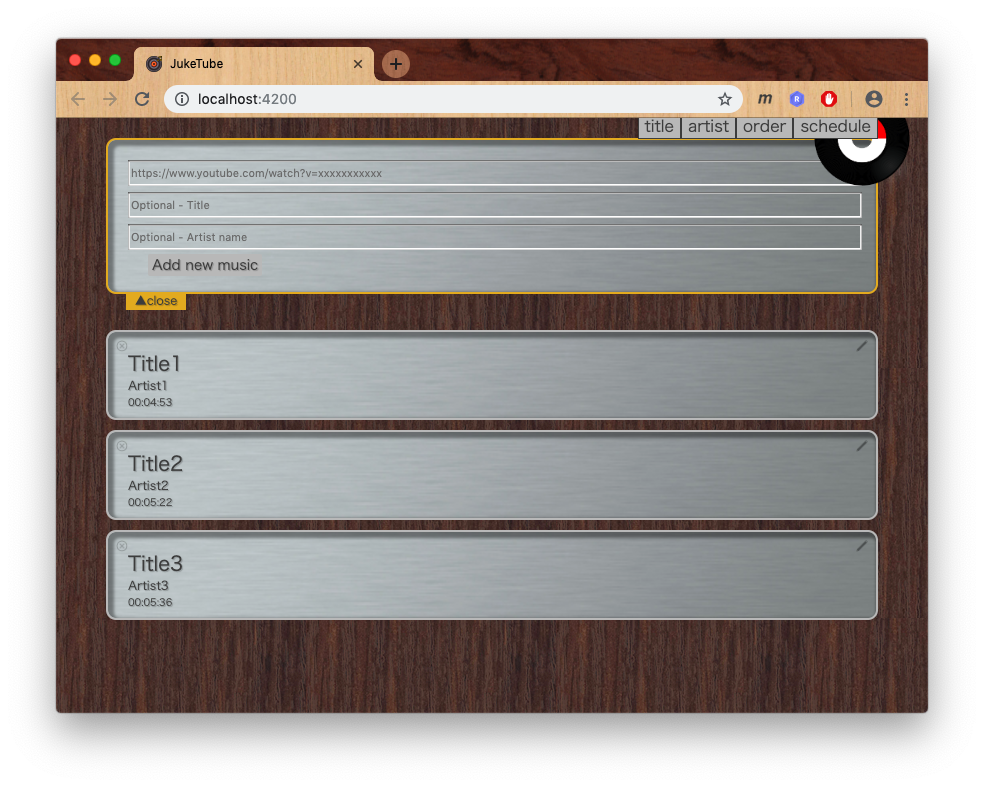 JukeTube
localhost:4200
m
R
title artist order schedule
https://www.youtube.com/watch?v=xxxxxxxxxxx
Optional - Title
Optional - Artist name
Add new music
▲close
Title1
Artist1
00:04:53
Title2
Artist2
00:05:22
Title3
Artist3
00:05:36